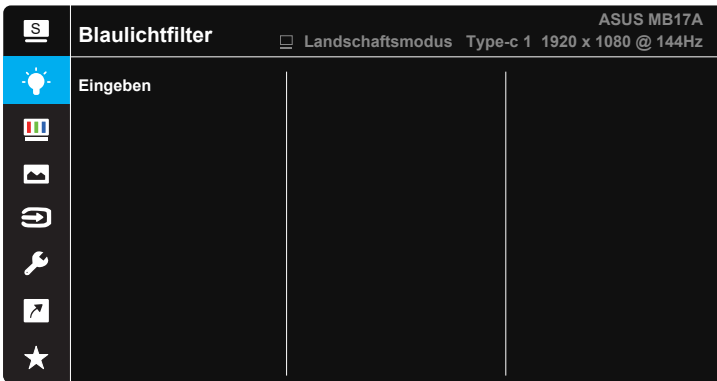 S
Blaulichtfilter
ASUS MB17A
Landschaftsmodus Type-c 1 1920 x 1080 @ 144Hz
Eingeben